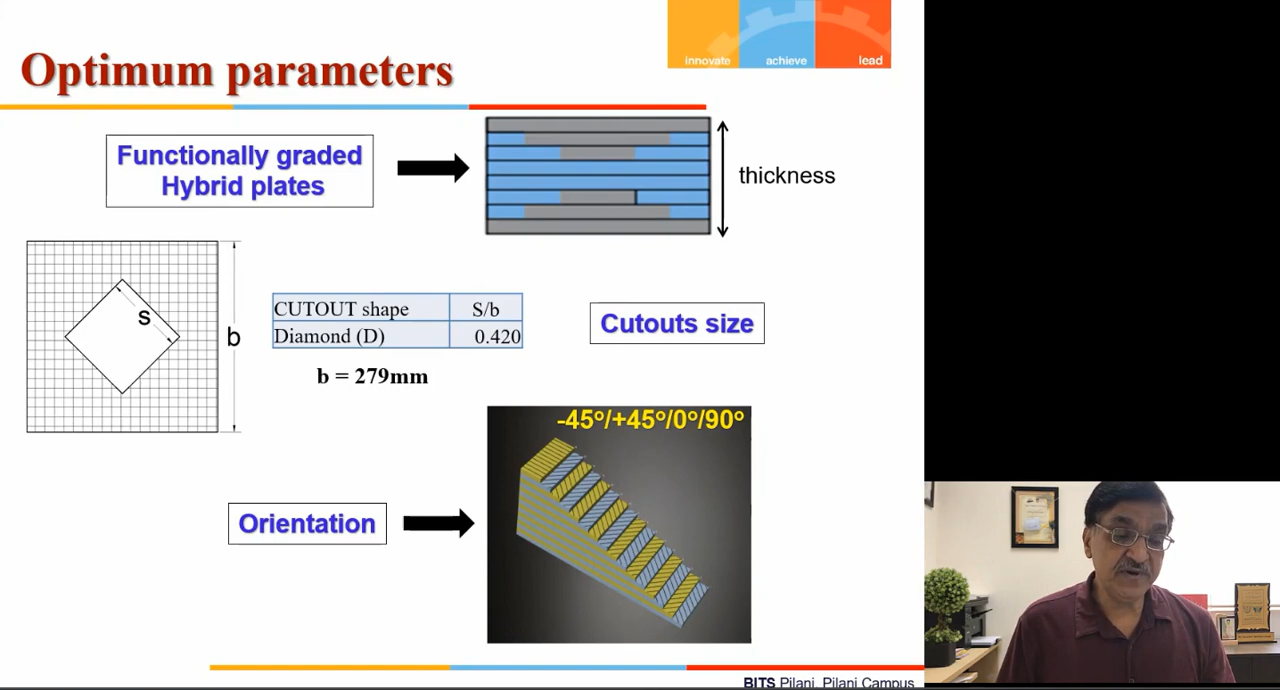 innovate achieve lead
Optimum parameters
Functionally graded
Hybrid plates
thickness
S
b
CUTOUT shape S/b
Diamond (D) 0.420
b = 279mm
Cutouts size
-45°/+45°/0°/90°
Orientation
BITS Pilani, Pilani Campus